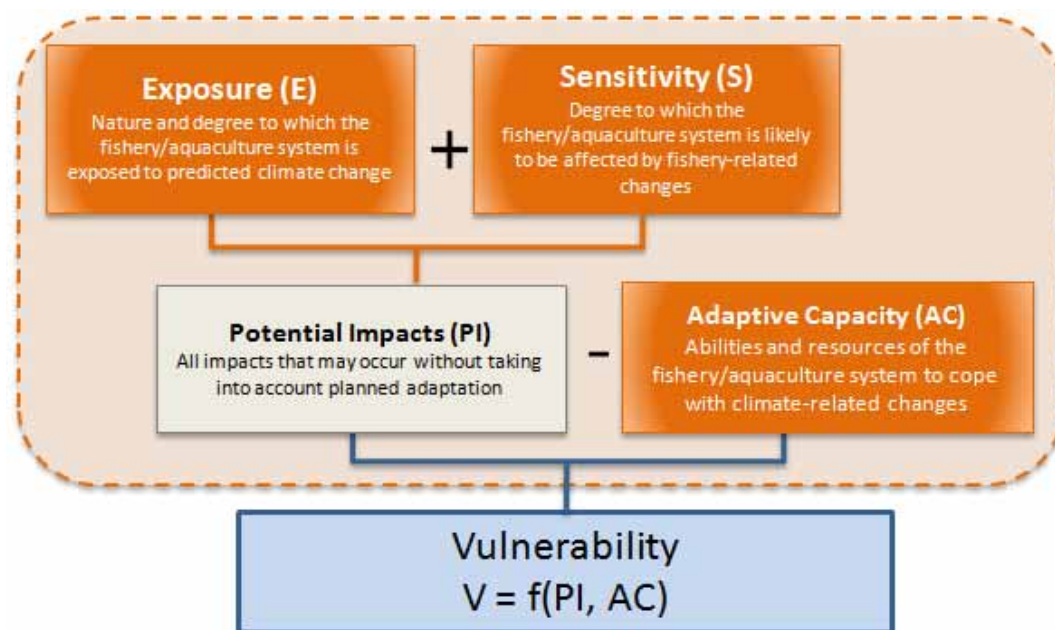 Exposure (E)
Nature and degree to which the
fishery/aquaculture system is
exposed to predicted climate change
+
Sensitivity (S)
Degree to which the
fishery/aquaculture system is likely
to be affected by fishery-related
changes
Potential Impacts (PI)
All impacts that may occur without taking
into account planned adaptation
-
Adaptive Capacity (AC)
Abilities and resources of the
fishery/aquaculture system to cope
with climate-related changes
Vulnerability
V = f(PI, AC)